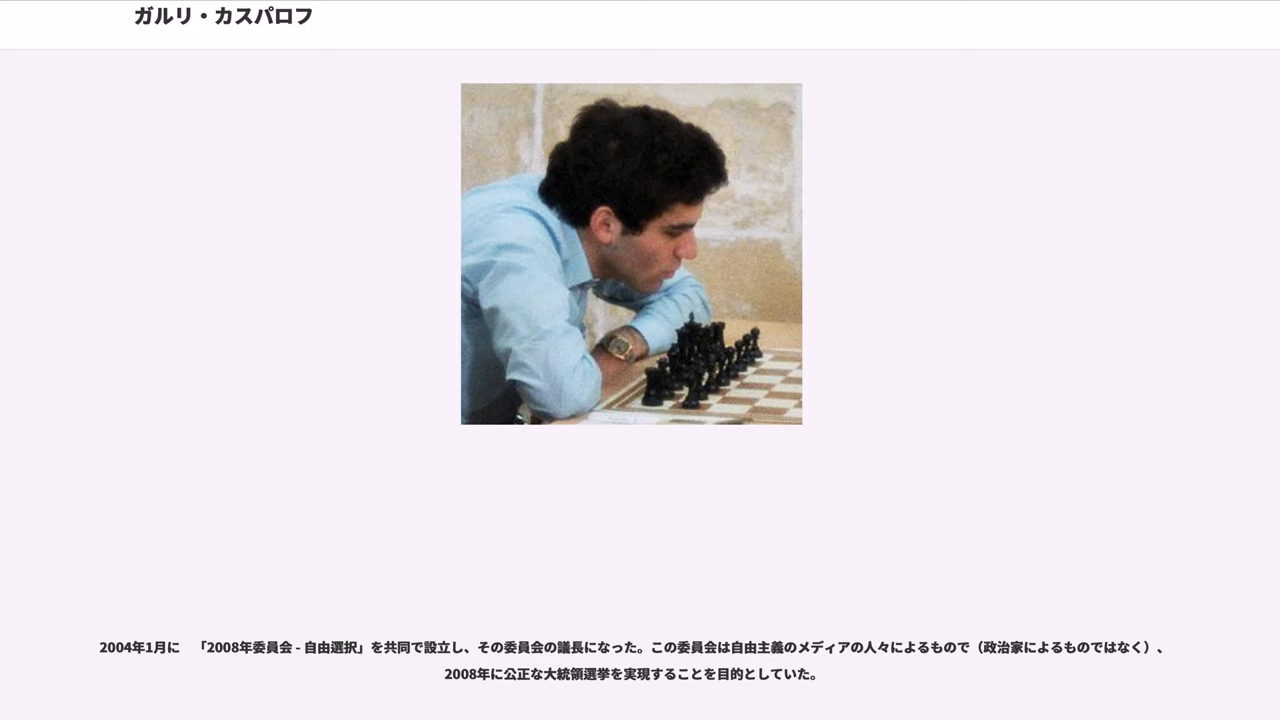 ガルリ・カスパロフ
2004年1月に　「2008年委員会 - 自由選択」を共同で設立し、その委員会の議長になった。この委員会は自由主義のメディアの人々によるもので（政治家によるものではなく）、
2008年に公正な大統領選挙を実現することを目的としていた。